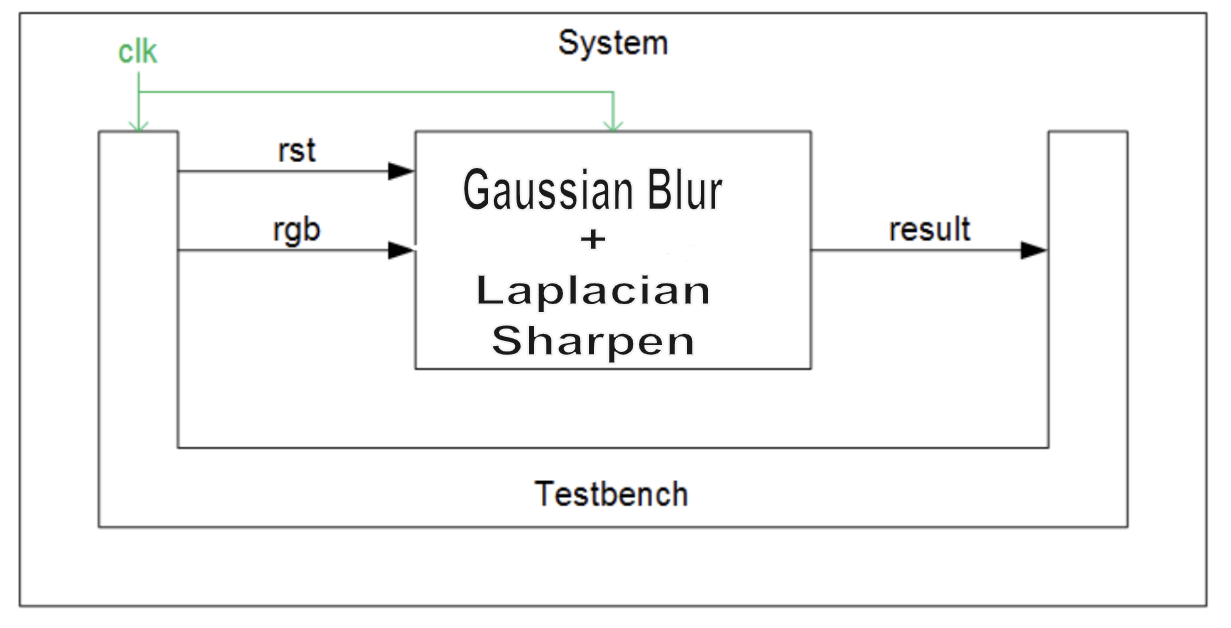 System
clk
rst
rgb
Gaussian Blur
+
Laplacian
Sharpen
result
Testbench